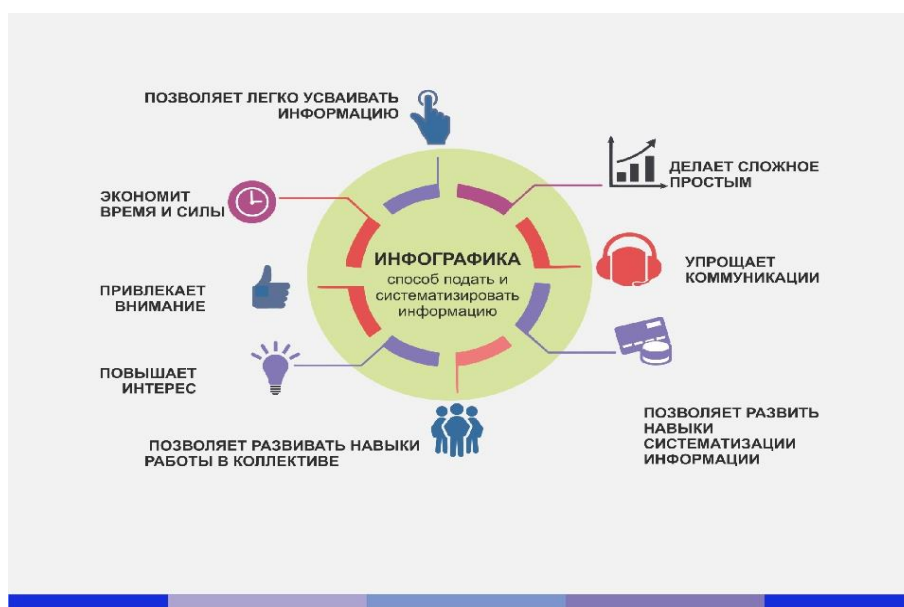 ПОЗВОЛЯЕТ ЛЕГКО УСВАИВАТЬ
ИНФОРМАЦИЮ
ДЕЛАЕТ СЛОЖНОЕ
ПРОСТЫМ
ЭКОНОМИТ
ВРЕМЯ И СИЛЫ
ИНФОГРАФИКА
способ подать и
систематизировать
информацию
УПРОЩАЕТ
КОММУНИКАЦИИ
ПРИВЛЕКАЕТ
ВНИМАНИЕ
ПОВЫШАЕТ
ИНТЕРЕС
ПОЗВОЛЯЕТ РАЗВИТЬ
НАВЫКИ
СИСТЕМАТИЗАЦИИ
ИНФОРМАЦИИ
ПОЗВОЛЯЕТ РАЗВИВАТЬ НАВЫКИ
РАБОТЫ В КОЛЛЕКТИВЕ